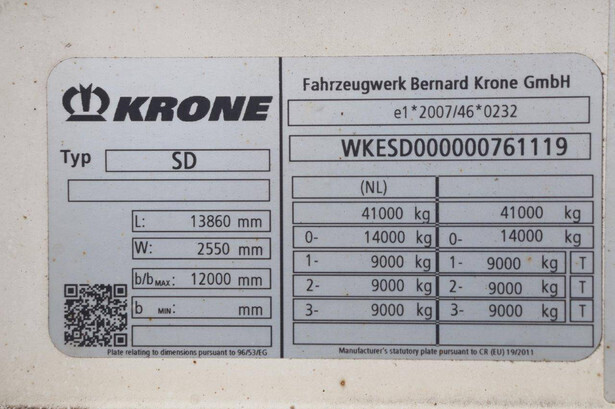 KRONE
Typ SD
L: 13860 mm
W: 2550 mm
b/bMAX: 12000 mm
b MIN: mm
Plate relating to dimensions pursuant to 96/53/EG
Fahrzeugwerk Bernard Krone GmbH
e1*2007/46*0232
WKESD000000761119
(NL)
41000 kg 41000 kg
0- 14000 kg 0- 14000 kg
1- 9000 kg 1- 9000 kg T
2- 9000 kg 2- 9000 kg T
3- 9000 kg 3- 9000 kg T
Manufacturer's statutory plate pursuant to CR (EU) 19/2011